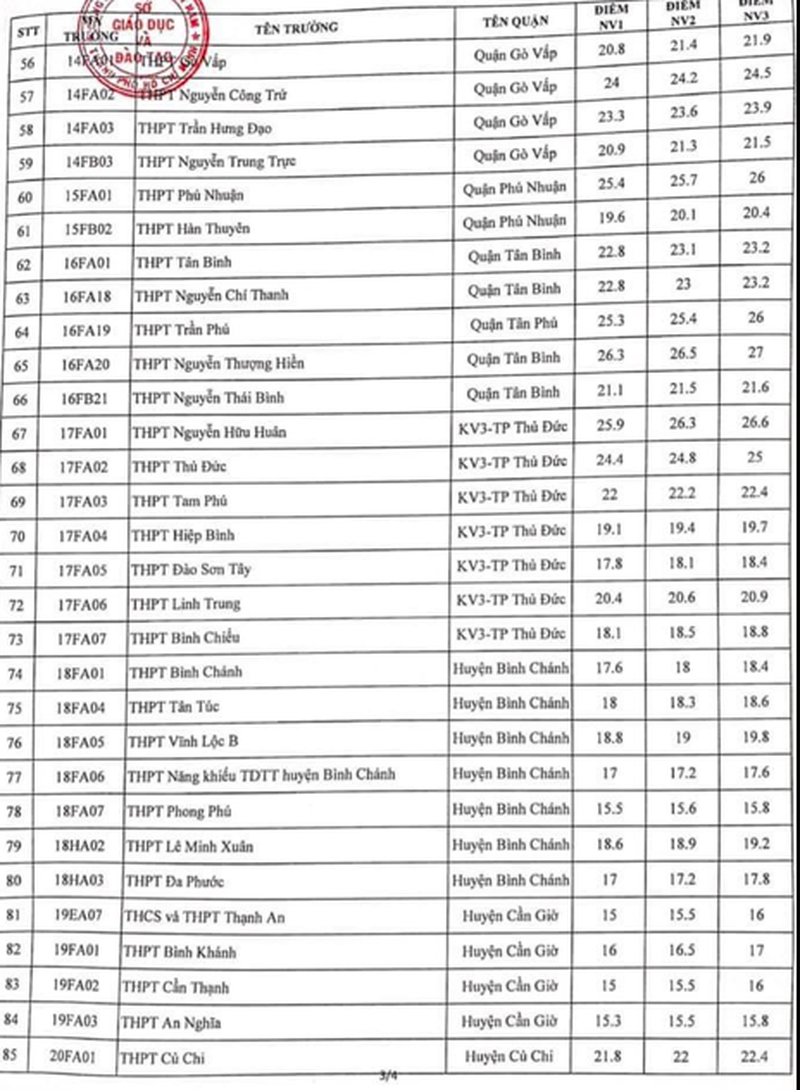 STT MÃ TRƯỜNG TÊN TRƯỜNG TÊN QUẬN ĐIỂM NV1 ĐIỂM NV2 ĐIỂM NV3
SỞ
GIÁO DỤC
VÀ
ĐÀO TẠO
THÀNH PHỐ HỒ CHÍ MINH
56 14FA01 THPT Gò Vấp Quận Gò Vấp 20.8 21.4 21.9
57 14FA02 THPT Nguyễn Công Trứ Quận Gò Vấp 24 24.2 24.5
58 14FA03 THPT Trần Hưng Đạo Quận Gò Vấp 23.3 23.6 23.9
59 14FB03 THPT Nguyễn Trung Trực Quận Gò Vấp 20.9 21.3 21.5
60 15FA01 THPT Phú Nhuận Quận Phú Nhuận 25.4 25.7 26
61 15FB02 THPT Hàn Thuyên Quận Phú Nhuận 19.6 20.1 20.4
62 16FA01 THPT Tân Bình Quận Tân Bình 22.8 23.1 23.2
63 16FA18 THPT Nguyễn Chí Thanh Quận Tân Bình 22.8 23 23.2
64 16FA19 THPT Trần Phú Quận Tân Phú 25.3 25.4 26
65 16FA20 THPT Nguyễn Thượng Hiền Quận Tân Bình 26.3 26.5 27
66 16FB21 THPT Nguyễn Thái Bình Quận Tân Bình 21.1 21.5 21.6
67 17FA01 THPT Nguyễn Hữu Huân KV3-TP Thủ Đức 25.9 26.3 26.6
68 17FA02 THPT Thủ Đức KV3-TP Thủ Đức 24.4 24.8 25
69 17FA03 THPT Tam Phú KV3-TP Thủ Đức 22 22.2 22.4
70 17FA04 THPT Hiệp Bình KV3-TP Thủ Đức 19.1 19.4 19.7
71 17FA05 THPT Đào Sơn Tây KV3-TP Thủ Đức 17.8 18.1 18.4
72 17FA06 THPT Linh Trung KV3-TP Thủ Đức 20.4 20.6 20.9
73 17FA07 THPT Bình Chiểu KV3-TP Thủ Đức 18.1 18.5 18.8
74 18FA01 THPT Bình Chánh Huyện Bình Chánh 17.6 18 18.4
75 18FA04 THPT Tân Túc Huyện Bình Chánh 18 18.3 18.6
76 18FA05 THPT Vĩnh Lộc B Huyện Bình Chánh 18.8 19 19.8
77 18FA06 THPT Năng khiếu TDTT huyện Bình Chánh Huyện Bình Chánh 17 17.2 17.6
78 18FA07 THPT Phong Phú Huyện Bình Chánh 15.5 15.6 15.8
79 18HA02 THPT Lê Minh Xuân Huyện Bình Chánh 18.6 18.9 19.2
80 18HA03 THPT Đa Phước Huyện Bình Chánh 17 17.2 17.8
81 19EA07 THCS và THPT Thạnh An Huyện Cần Giờ 15 15.5 16
82 19FA01 THPT Bình Khánh Huyện Cần Giờ 16 16.5 17
83 19FA02 THPT Cần Thạnh Huyện Cần Giờ 15 15.5 16
84 19FA03 THPT An Nghĩa Huyện Cần Giờ 15.3 15.5 15.8
85 20FA01 THPT Củ Chi Huyện Củ Chi 21.8 22 22.4
3/4